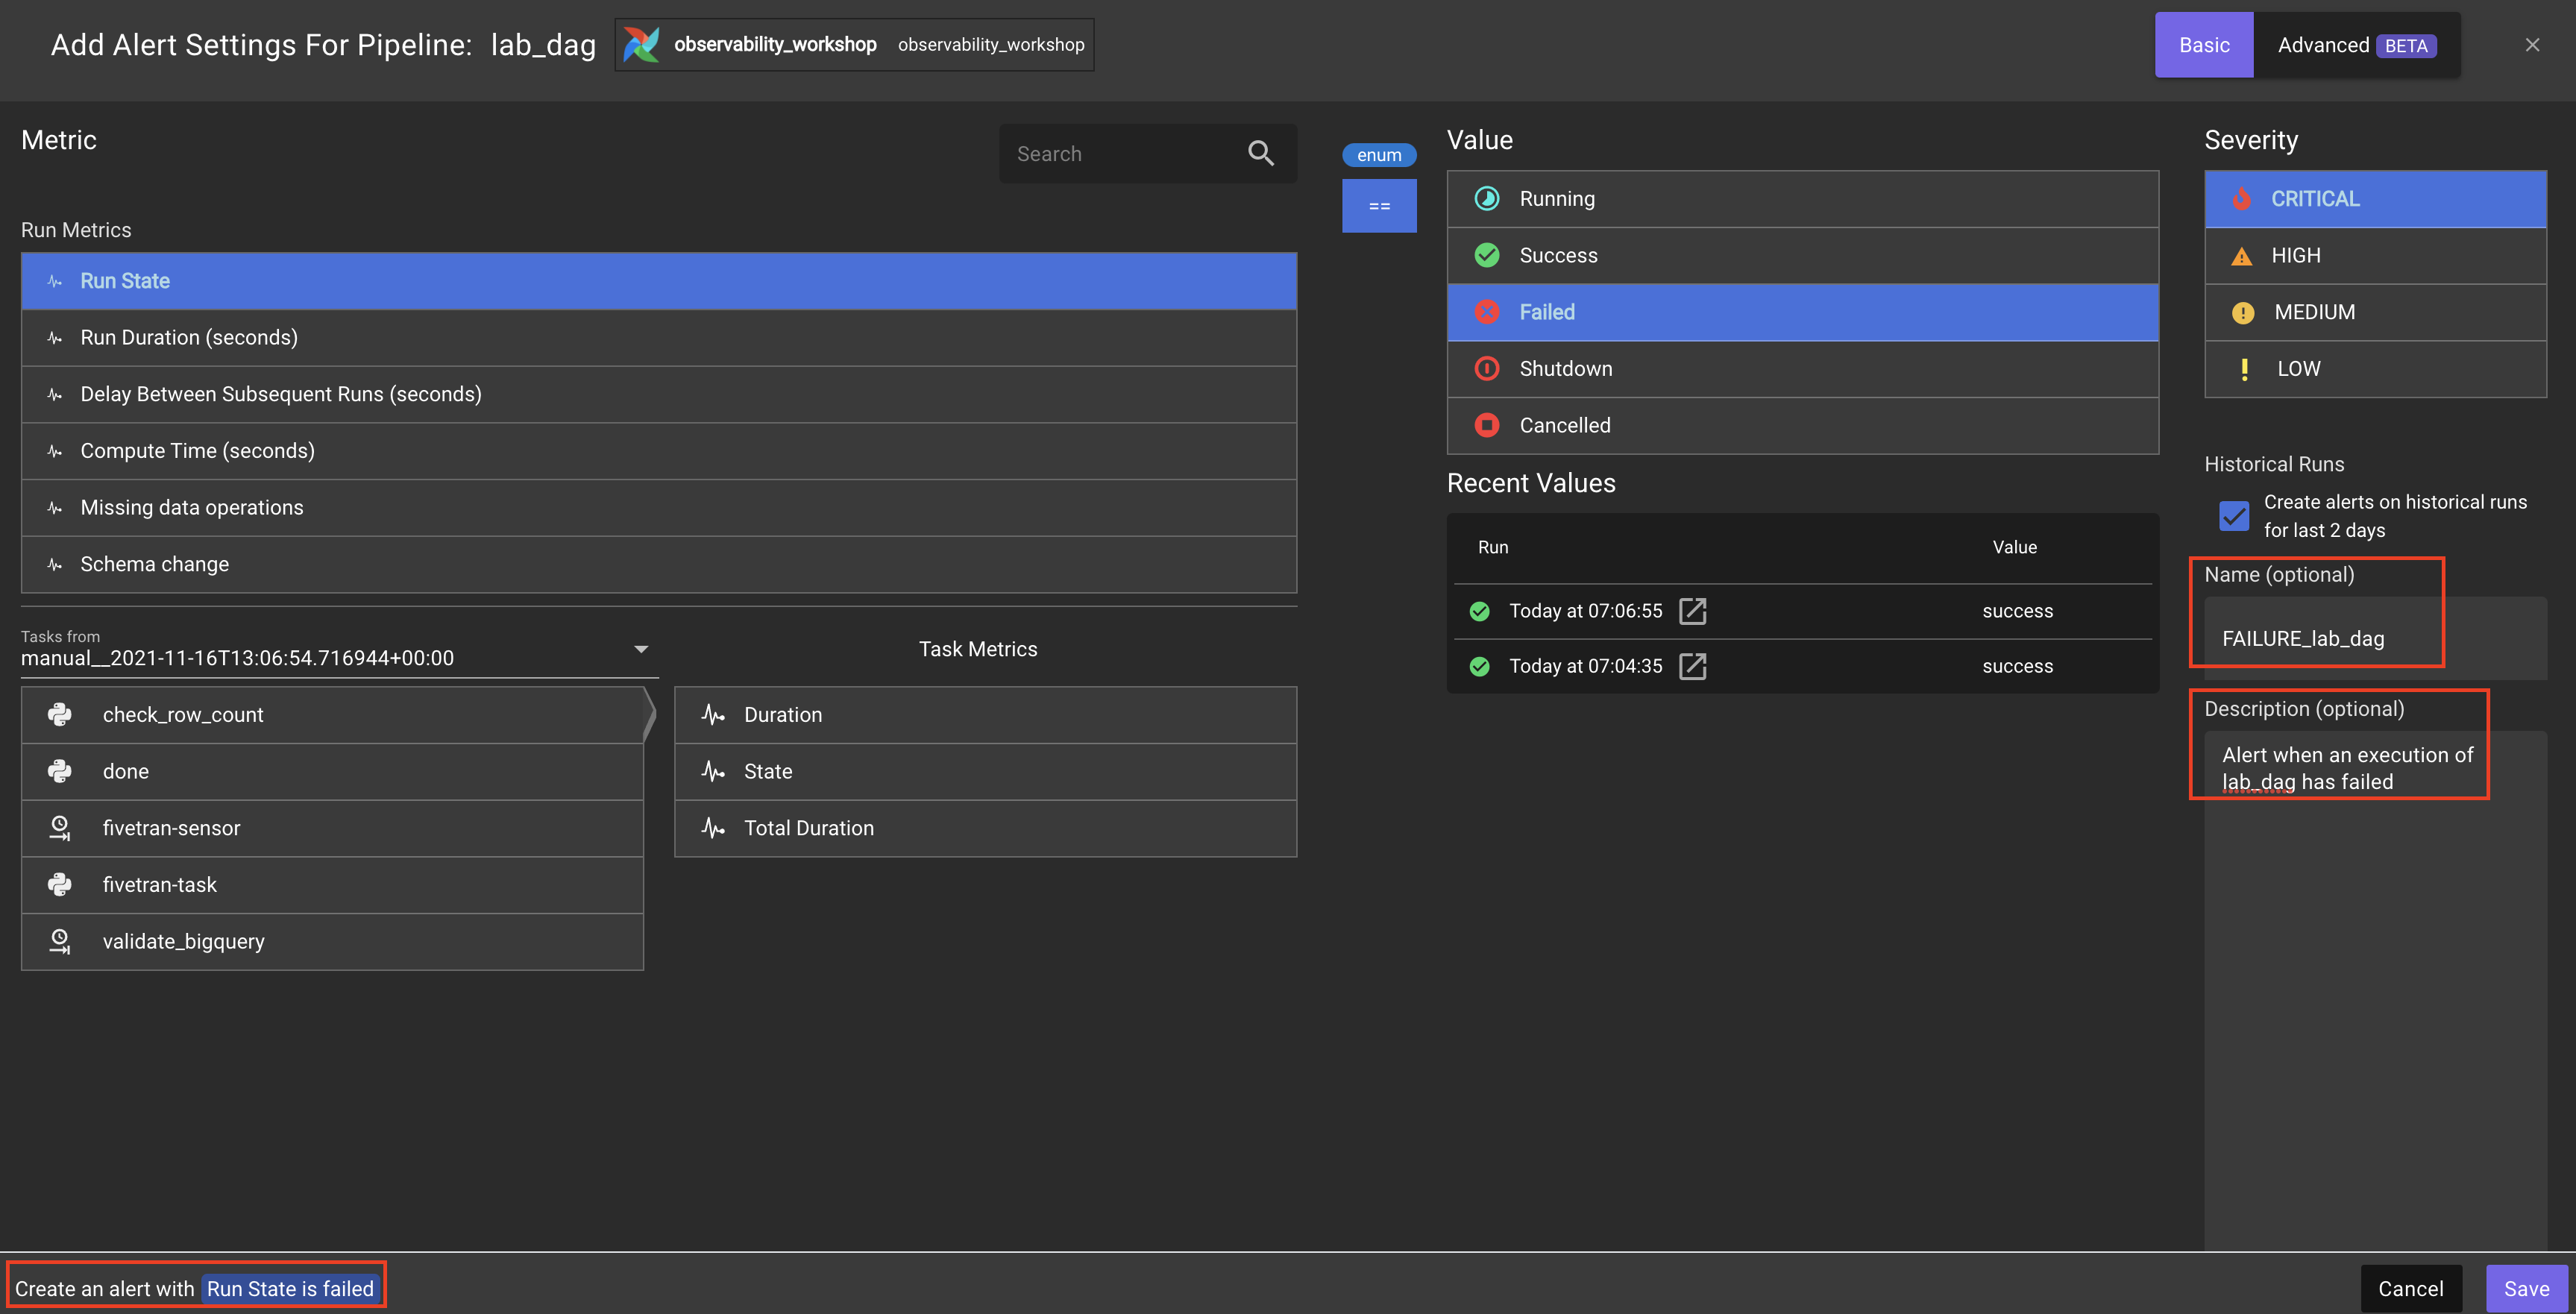 Add Alert Settings For Pipeline: lab_dag observability_workshop observability_workshop
Basic
Advanced BETA
Metric
Search
Run Metrics
Run State
Run Duration (seconds)
Delay Between Subsequent Runs (seconds)
Compute Time (seconds)
Missing data operations
Schema change
Tasks from
manual__2021-11-16T13:06:54.716944+00:00
check_row_count
done
fivetran-sensor
fivetran-task
validate_bigquery
Task Metrics
Duration
State
Total Duration
enum
==
Value
Running
Success
Failed
Shutdown
Cancelled
Recent Values
Run Value
Today at 07:06:55 success
Today at 07:04:35 success
Severity
CRITICAL
HIGH
MEDIUM
LOW
Historical Runs
Create alerts on historical runs
for last 2 days
Name (optional)
FAILURE_lab_dag
Description (optional)
Alert when an execution of
lab_dag has failed
Create an alert with Run State is failed
Cancel
Save